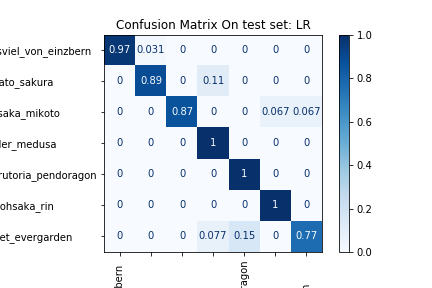 Confusion Matrix On test set: LR
sviel_von_einzbern 0.97 0.031 0 0 0 0 0 1.0
ato_sakura 0 0.89 0 0.11 0 0 0 0.8
saka_mikoto 0 0 0.87 0 0 0.067 0.067 0.6
ler_medusa 0 0 0 1 0 0 0
rutoria_pendoragon 0 0 0 0 1 0 0 0.4
ohsaka_rin 0 0 0 0 0 1 0 0.2
et_evergarden 0 0 0 0.077 0.15 0 0.77 0.0
bern
ragon
n